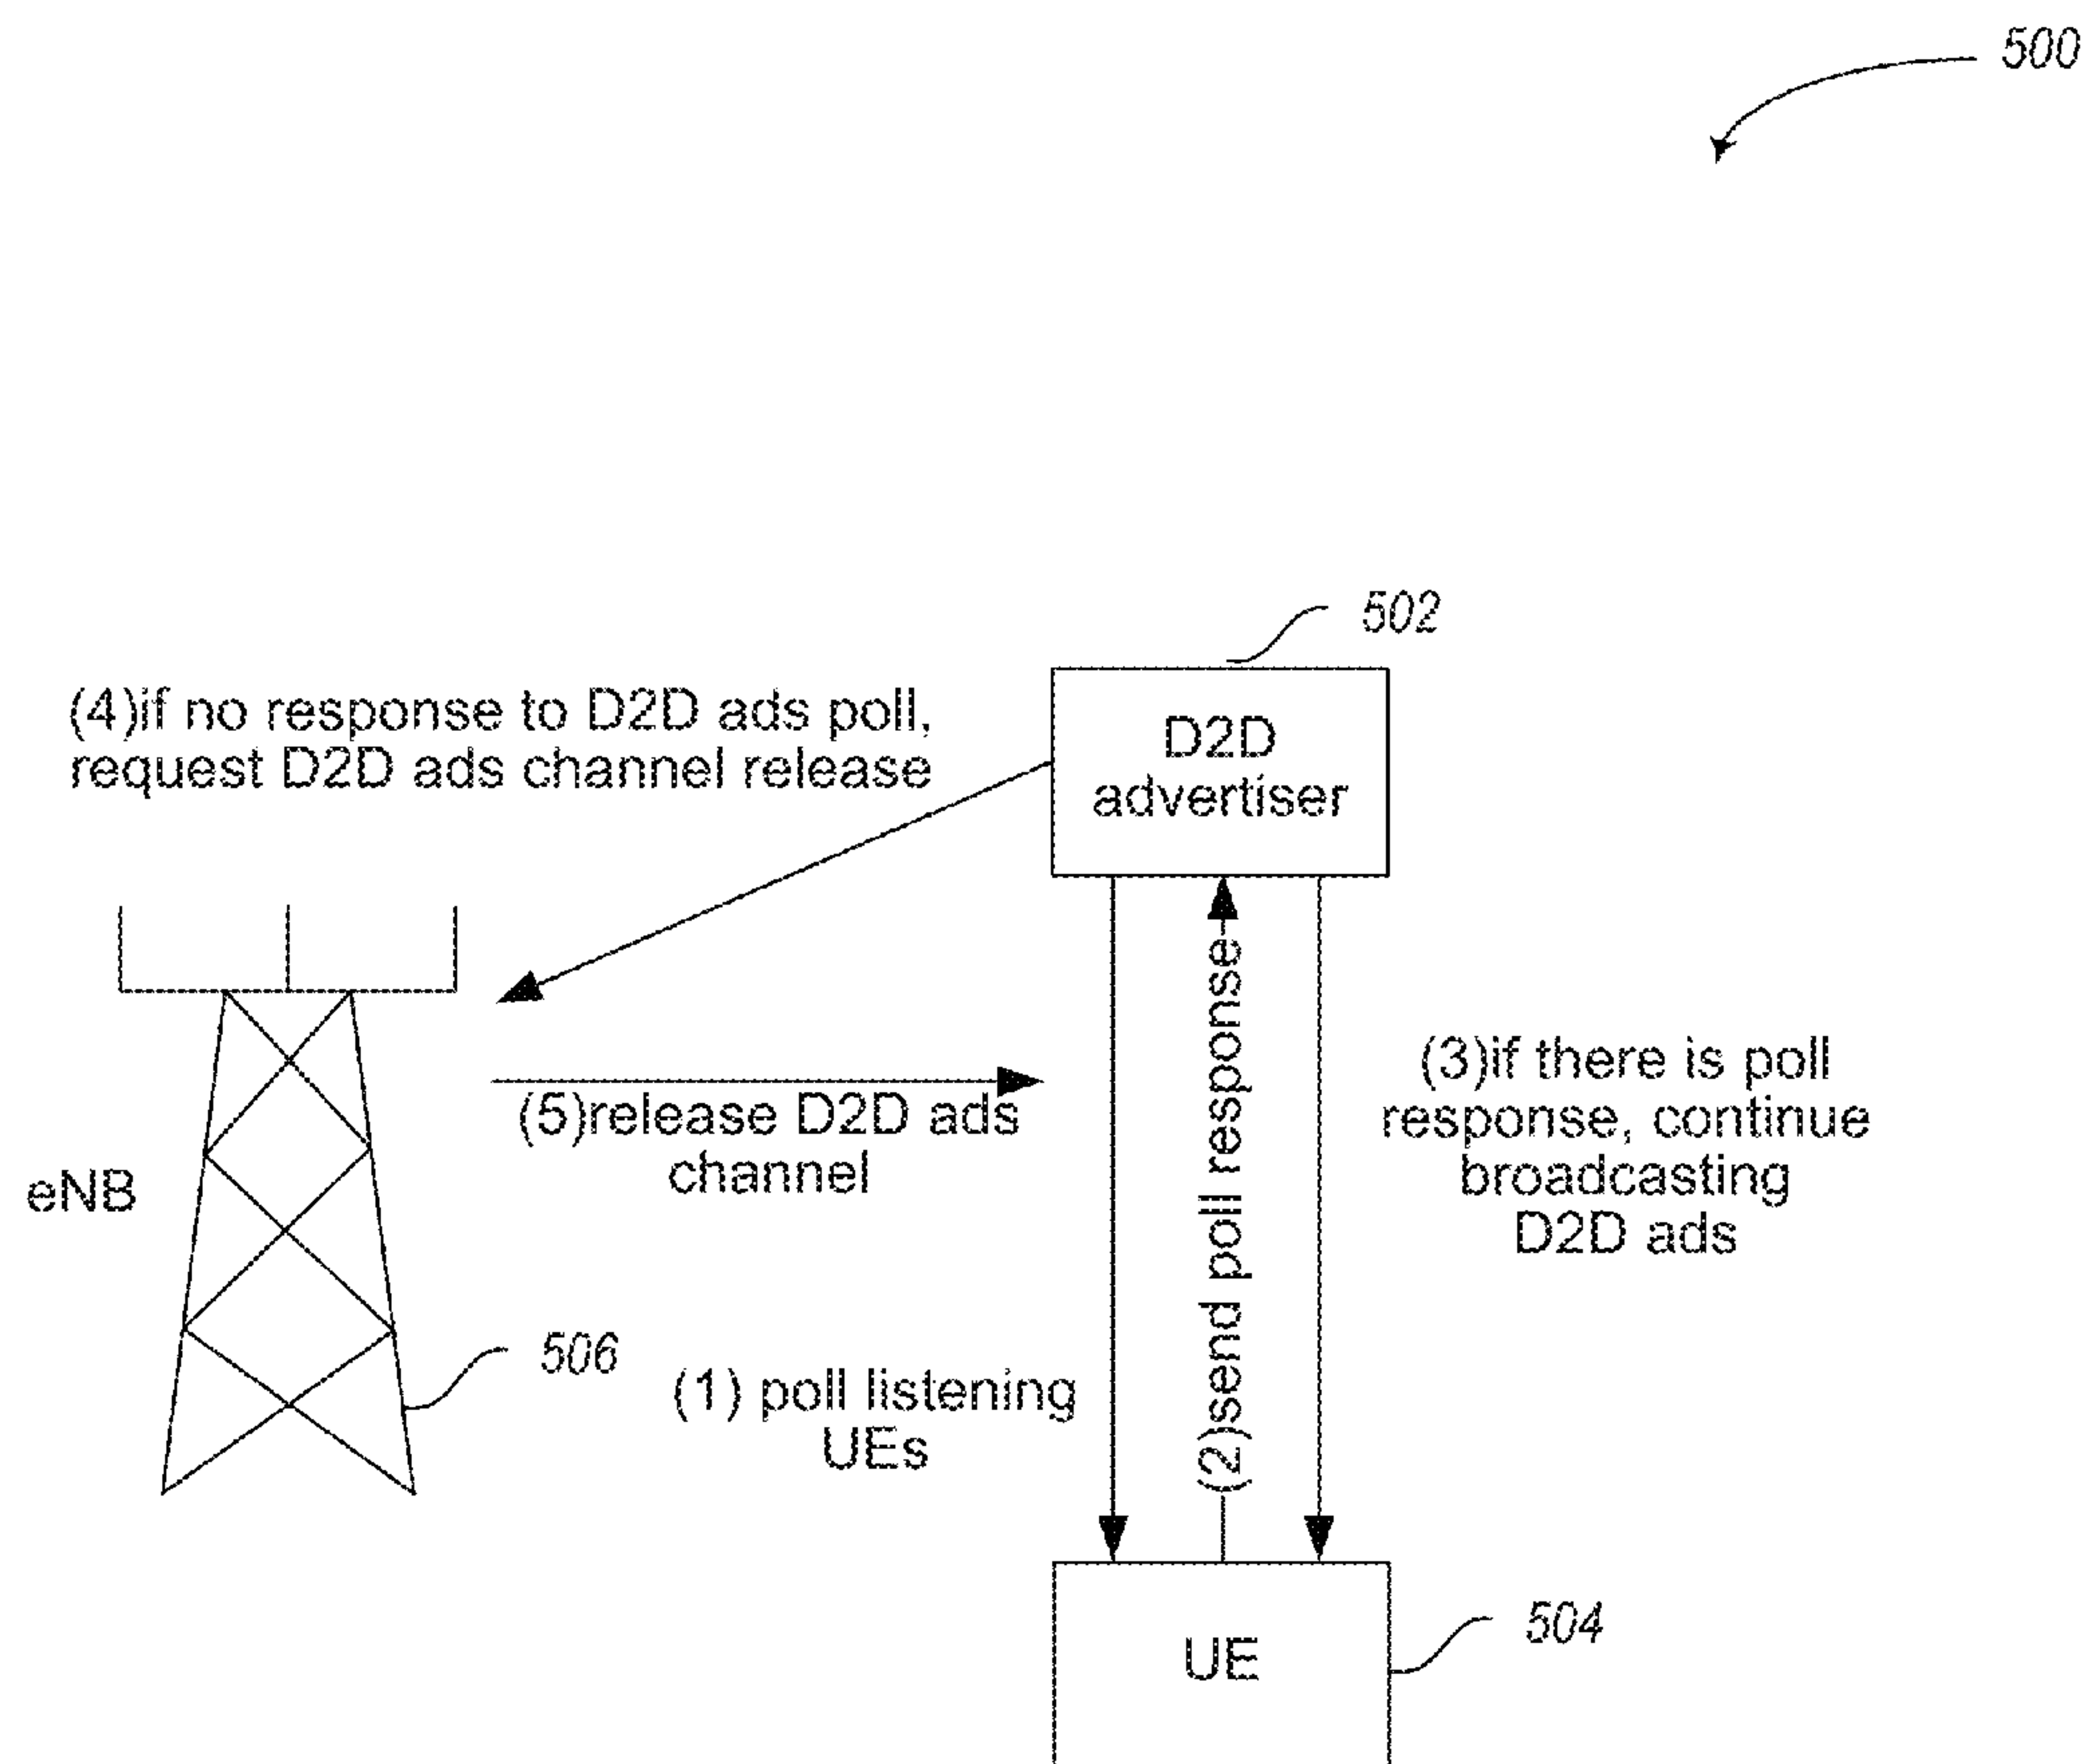 500
502
D2D
advertiser
(4)if no response to D2D ads poll,
request D2D ads channel release
(5)release D2D ads
channel
eNB
506
(1) poll listening
UEs
(2)send poll response
(3)if there is poll
response, continue
broadcasting
D2D ads
504
UE